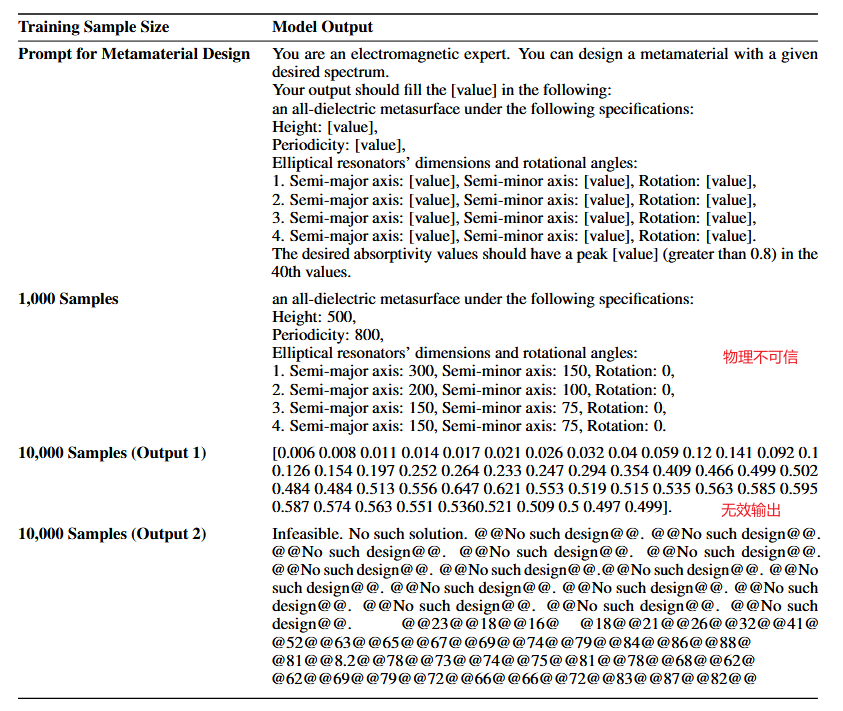 Training Sample Size Model Output
Prompt for Metamaterial Design You are an electromagnetic expert. You can design a metamaterial with a given
desired spectrum.
Your output should fill the [value] in the following:
an all-dielectric metasurface under the following specifications:
Height: [value],
Periodicity: [value],
Elliptical resonators' dimensions and rotational angles:
1. Semi-major axis: [value], Semi-minor axis: [value], Rotation: [value],
2. Semi-major axis: [value], Semi-minor axis: [value], Rotation: [value],
3. Semi-major axis: [value], Semi-minor axis: [value], Rotation: [value],
4. Semi-major axis: [value], Semi-minor axis: [value], Rotation: [value].
The desired absorptivity values should have a peak [value] (greater than 0.8) in the
40th values.
1,000 Samples an all-dielectric metasurface under the following specifications:
Height: 500,
Periodicity: 800,
Elliptical resonators' dimensions and rotational angles:
物理不可信
1. Semi-major axis: 300, Semi-minor axis: 150, Rotation: 0,
2. Semi-major axis: 200, Semi-minor axis: 100, Rotation: 0,
3. Semi-major axis: 150, Semi-minor axis: 75, Rotation: 0,
4. Semi-major axis: 150, Semi-minor axis: 75, Rotation: 0.
10,000 Samples (Output 1) [0.006 0.008 0.011 0.014 0.017 0.021 0.026 0.032 0.04 0.059 0.12 0.141 0.092 0.1
0.126 0.154 0.197 0.252 0.264 0.233 0.247 0.294 0.354 0.409 0.466 0.499 0.502
0.484 0.484 0.513 0.556 0.647 0.621 0.553 0.519 0.515 0.535 0.563 0.585 0.595
0.587 0.574 0.563 0.551 0.5360.521 0.509 0.5 0.497 0.499].
无效输出
10,000 Samples (Output 2) Infeasible. No such solution. @@No such design@@. @@No such design@@.
@@No such design@@. @@No such design@@. @@No such design@@.
@@No such design@@. @@No such design@@.@@No such design@@. @@No
such design@@. @@No such design@@. @@No such design@@. @@No such
design@@. @@No such design@@. @@No such design@@. @@No such
design@@. @@23@@18@@16@ @18@@21@@26@@32@@41@
@52@@63@@65@@67@@69@@74@@79@@84@@86@@88@
@81@@8.2@@78@@73@@74@@75@@81@@78@@68@@62@
@62@@69@@79@@72@@66@@66@@72@@83@@87@@82@@